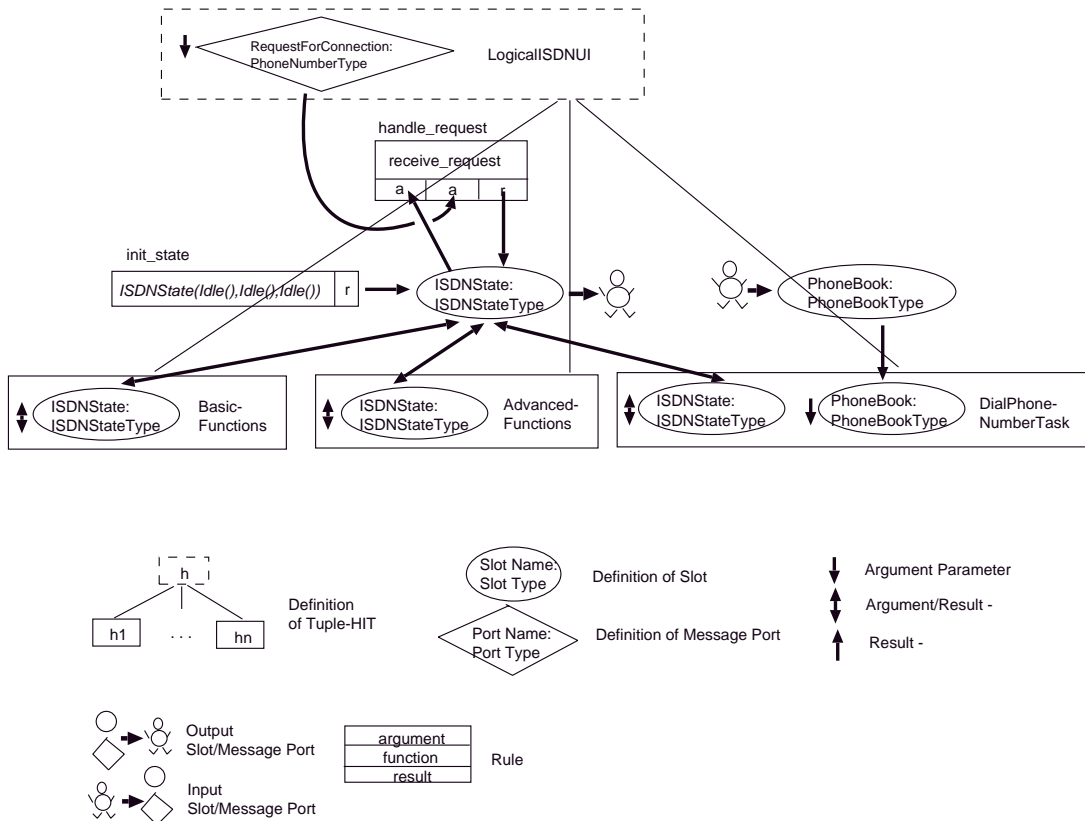 RequestForConnection:
PhoneNumberType
LogicalISDNUI
handle_request
receive_request
a a r
init_state
ISDNState(Idle(),Idle(),Idle()) r
ISDNState:
ISDNStateType
PhoneBook:
PhoneBookType
ISDNState:
ISDNStateType
Basic-
Functions
ISDNState:
ISDNStateType
Advanced-
Functions
ISDNState:
ISDNStateType
PhoneBook:
PhoneBookType
DialPhone-
NumberTask
h
h1 . . . hn
Definition
of Tuple-HIT
Slot Name:
Slot Type
Definition of Slot
Port Name:
Port Type
Definition of Message Port
Argument Parameter
Argument/Result -
Result -
Output
Slot/Message Port
Input
Slot/Message Port
argument
function
result
Rule